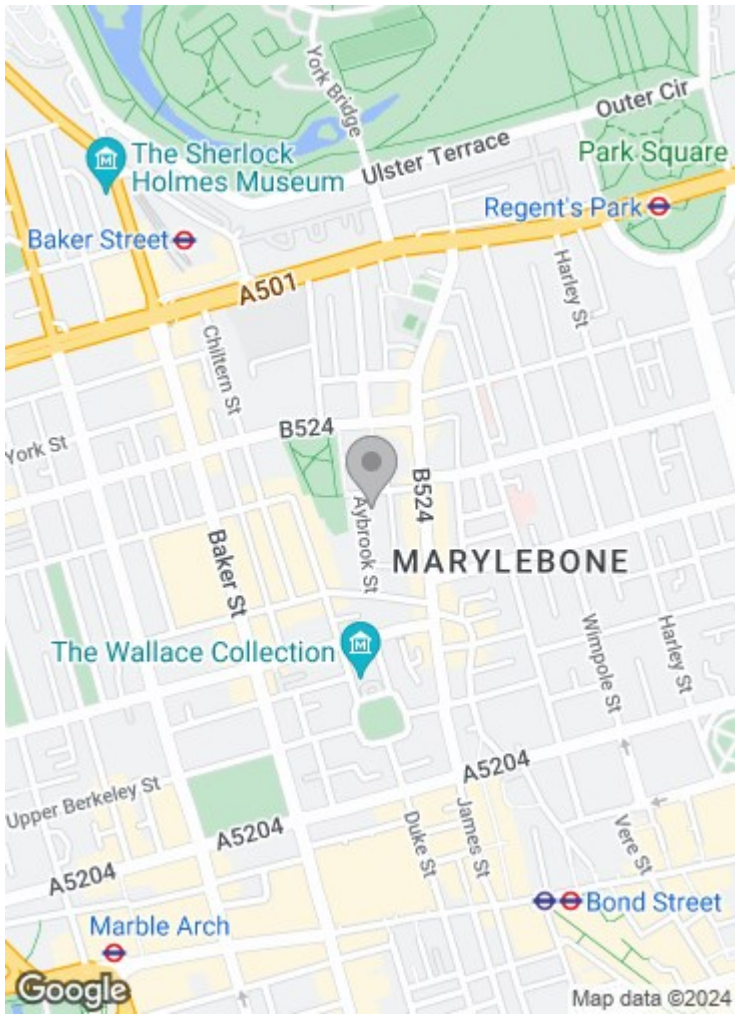 York Bridge
Outer Cir
The Sherlock
Holmes Museum
Ulster Terrace
Park Square
Regent's Park
Baker Street
A501
Harley St
Chiltern St
B524
York St
B524
Aybrook St
MARYLEBONE
Baker St
The Wallace Collection
Wimpole St
Harley St
A5204
Upper Berkeley St
A5204
James St
Duke St
Vere St
A5204
Bond Street
Marble Arch
Google
Map data ©2024